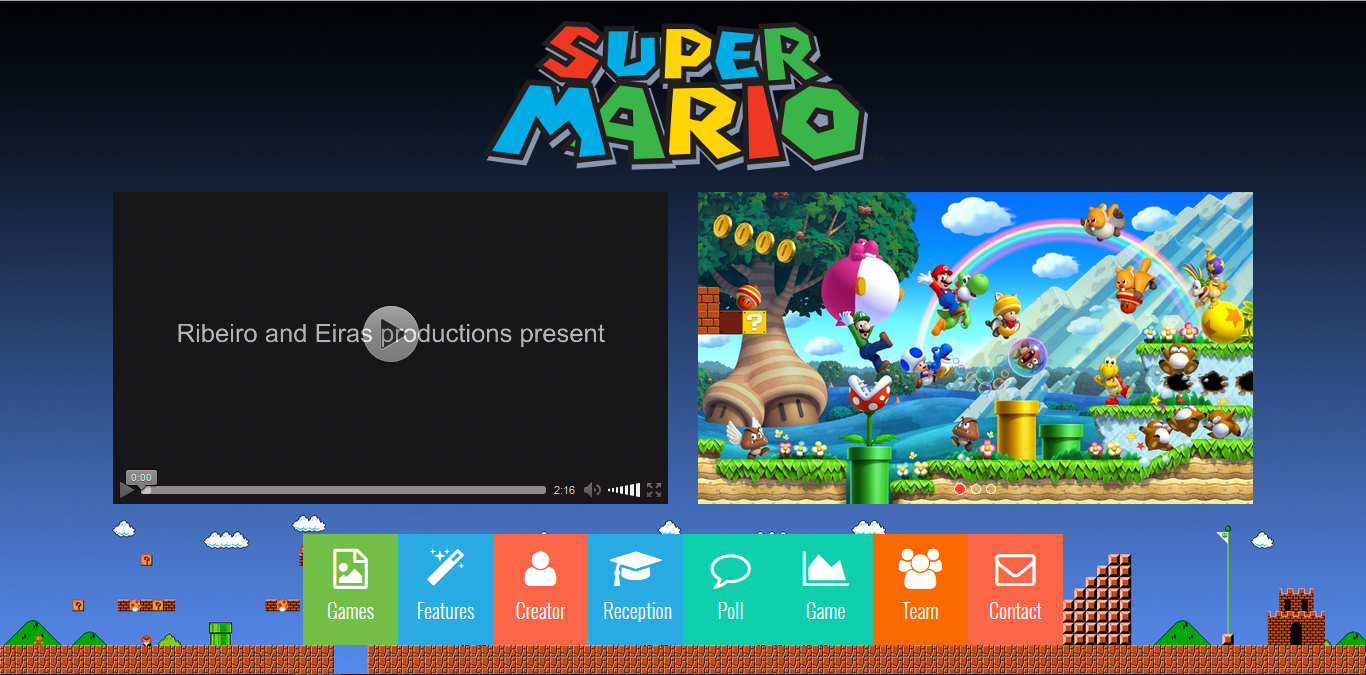 SUPER
MARIO
Ribeiro and Eiras productions present
?
0:00
2:16
? ?
? ?
Games Features Creator Reception Poll Game Team Contact